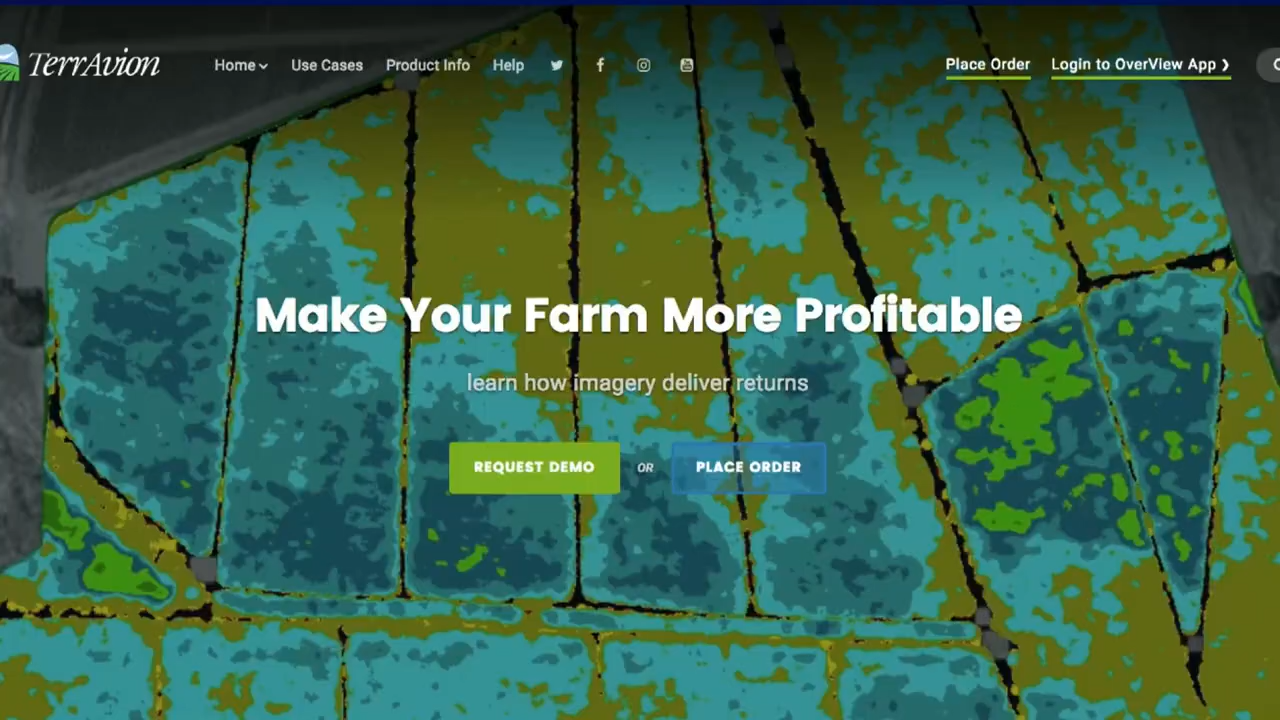 TerrAvion
Home Use Cases Product Info Help
Place Order Login to OverView App ❯
Make Your Farm More Profitable
learn how imagery deliver returns
REQUEST DEMO OR PLACE ORDER